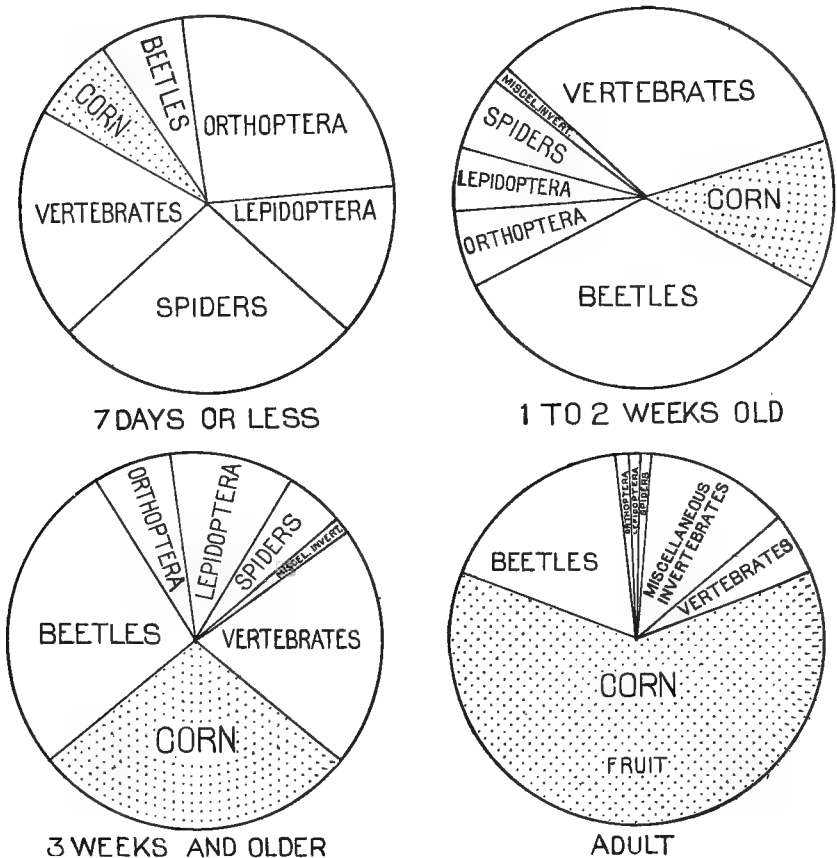 BEETLES
CORN
ORTHOPTERA
VERTEBRATES
LEPIDOPTERA
SPIDERS
7 DAYS OR LESS
MISCEL. INVERT.
VERTEBRATES
SPIDERS
LEPIDOPTERA
CORN
ORTHOPTERA
BEETLES
1 TO 2 WEEKS OLD
ORTHOPTERA
LEPIDOPTERA
SPIDERS
MISCEL. INVERT.
BEETLES
VERTEBRATES
CORN
3 WEEKS AND OLDER
ORTHOPTERA
LEPIDOPTERA
SPIDERS
MISCELLANEOUS
INVERTEBRATES
BEETLES
VERTEBRATES
CORN
FRUIT
ADULT